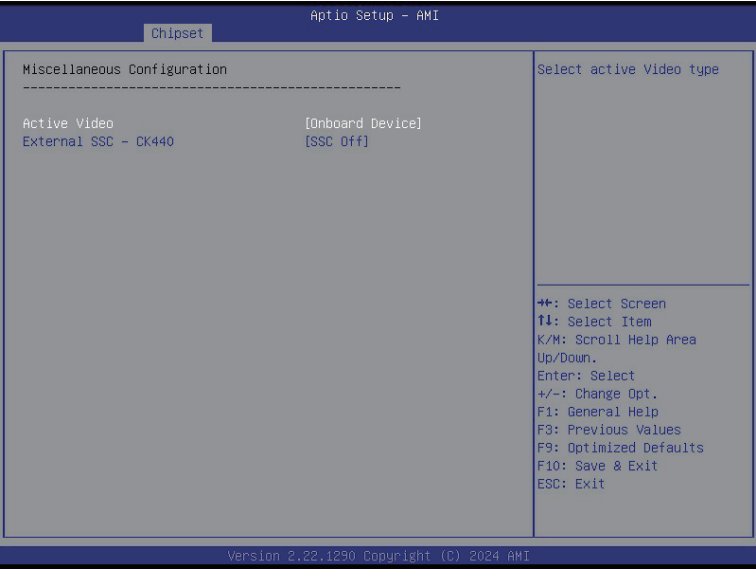 Aptio Setup – AMI
Chipset
Miscellaneous Configuration
--------------------------------------------------
Active Video [Onboard Device]
External SSC – CK440 [SSC Off]
Select active Video type
→←: Select Screen
↑↓: Select Item
K/M: Scroll Help Area
Up/Down.
Enter: Select
+/-: Change Opt.
F1: General Help
F3: Previous Values
F9: Optimized Defaults
F10: Save & Exit
ESC: Exit
Version 2.22.1290 Copyright (C) 2024 AMI